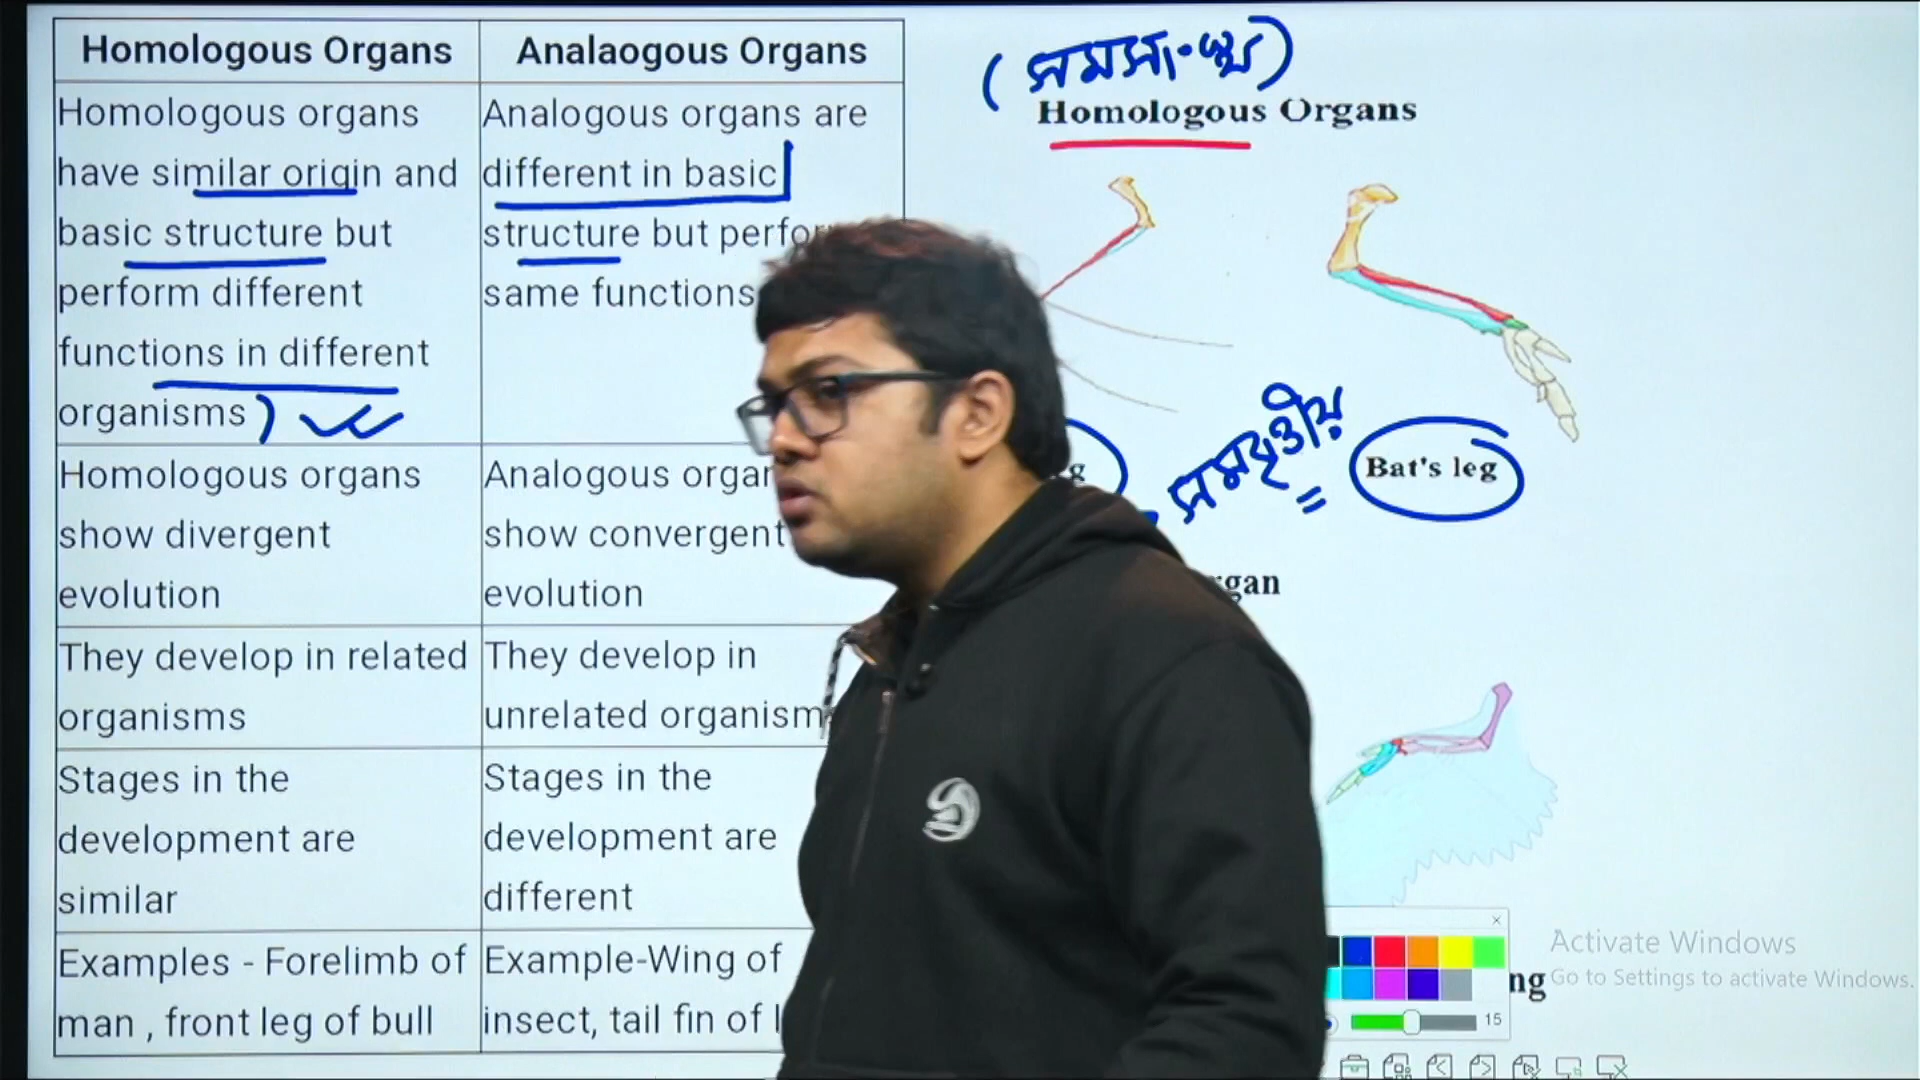 Homologous Organs
Analaogous Organs
Homologous organs
have similar origin and
basic structure but
perform different
functions in different
organisms
Analogous organs are
different in basic
structure but perfor
same functions
Homologous organs
show divergent
evolution
Analogous organ
show convergent
evolution
They develop in related
organisms
They develop in
unrelated organism
Stages in the
development are
similar
Stages in the
development are
different
Examples - Forelimb of
man , front leg of bull
Example-Wing of
insect, tail fin of l
Homologous Organs
সমবৃত্তীয়
Bat's leg
gan
ng
Activate Windows
Go to Settings to activate Windows.
15